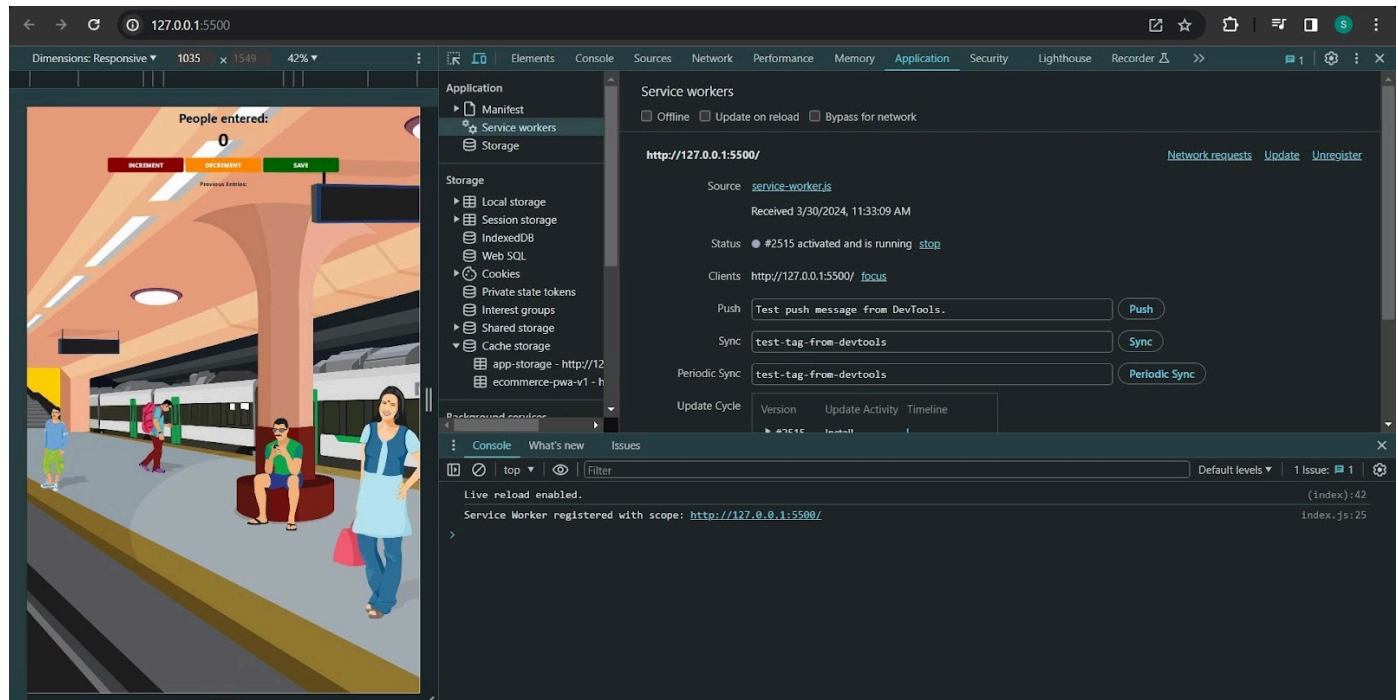 127.0.0.1:5500
S
Dimensions: Responsive ▼ 1035 × 1549 42% ▼
Elements Console Sources Network Performance Memory Application Security Lighthouse Recorder >> 1
People entered:
0
INCREMENT DECREMENT SAVE
Previous Entries:
Application
Manifest
Service workers
Storage
Storage
Local storage
Session storage
IndexedDB
Web SQL
Cookies
Private state tokens
Interest groups
Shared storage
Cache storage
app-storage - http://12
ecommerce-pwa-v1 - h
Background services
Service workers
Offline Update on reload Bypass for network
http://127.0.0.1:5500/ Network requests Update Unregister
Source service-worker.js
Received 3/30/2024, 11:33:09 AM
Status #2515 activated and is running stop
Clients http://127.0.0.1:5500/ focus
Push Test push message from DevTools. Push
Sync test-tag-from-devtools Sync
Periodic Sync test-tag-from-devtools Periodic Sync
Update Cycle Version Update Activity Timeline
#2515 Install
Console What's new Issues
top ▼ Filter Default levels ▼ 1 Issue: 1
Live reload enabled. (index):42
Service Worker registered with scope: http://127.0.0.1:5500/ index.js:25